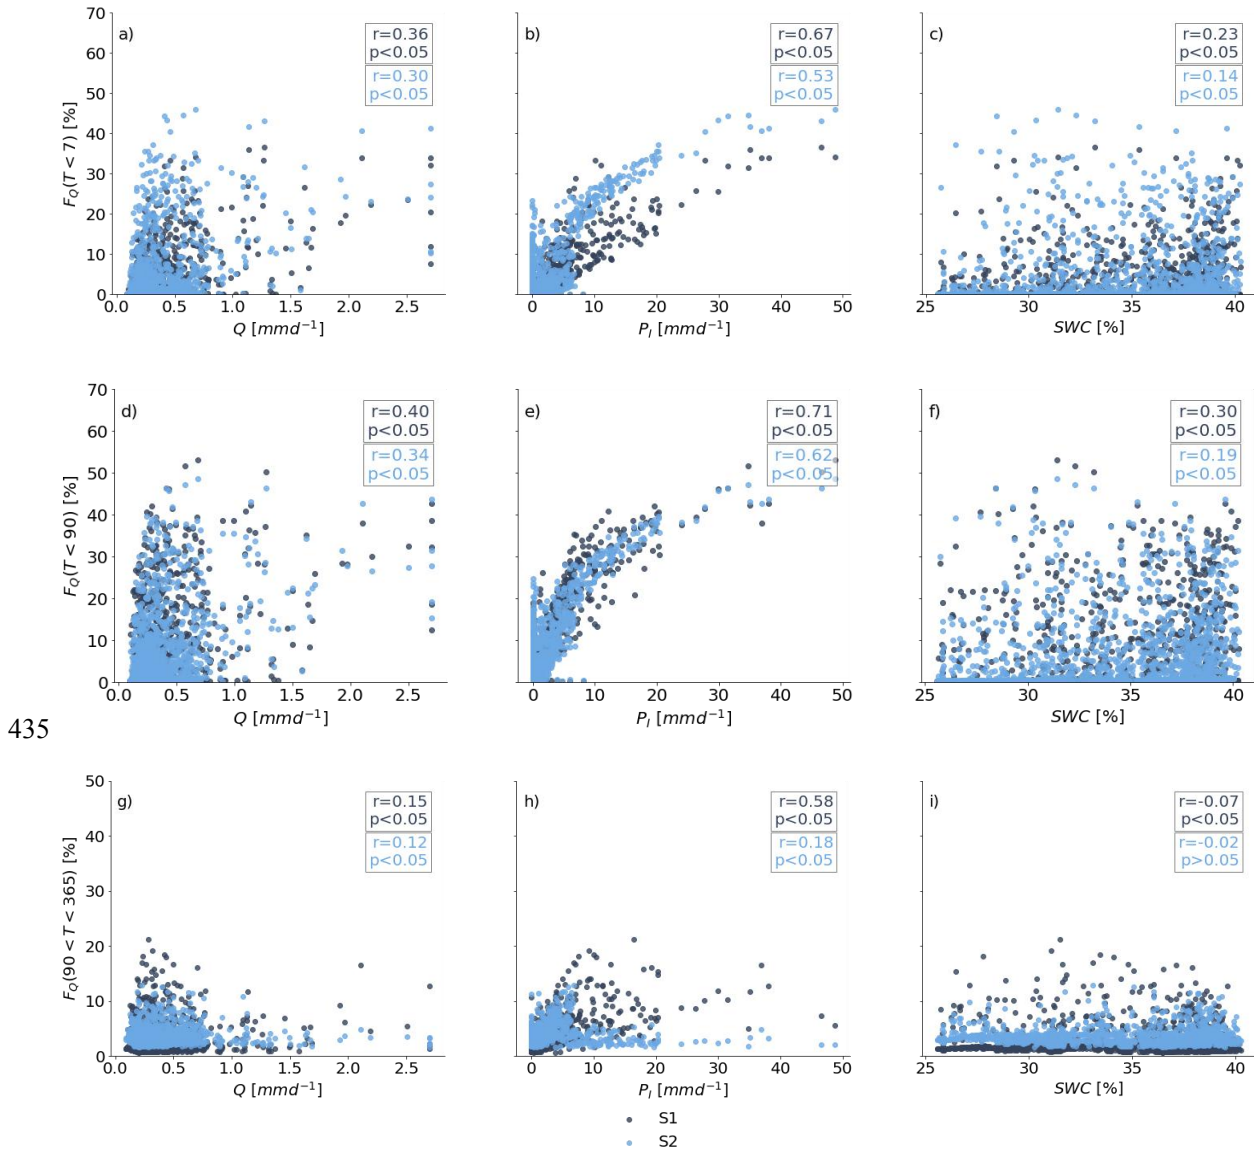 a)
r=0.36
p<0.05
r=0.30
p<0.05
F_Q(T < 7) [%]
70
60
50
40
30
20
10
0
0.0 0.5 1.0 1.5 2.0 2.5
Q [mmd⁻¹]
b)
r=0.67
p<0.05
r=0.53
p<0.05
0 10 20 30 40 50
P_I [mmd⁻¹]
c)
r=0.23
p<0.05
r=0.14
p<0.05
25 30 35 40
SWC [%]
d)
r=0.40
p<0.05
r=0.34
p<0.05
F_Q(T < 90) [%]
70
60
50
40
30
20
10
0
0.0 0.5 1.0 1.5 2.0 2.5
Q [mmd⁻¹]
e)
r=0.71
p<0.05
r=0.62
p<0.05
0 10 20 30 40 50
P_I [mmd⁻¹]
f)
r=0.30
p<0.05
r=0.19
p<0.05
25 30 35 40
SWC [%]
435
g)
r=0.15
p<0.05
r=0.12
p<0.05
F_Q(90 < T < 365) [%]
50
40
30
20
10
0
0.0 0.5 1.0 1.5 2.0 2.5
Q [mmd⁻¹]
h)
r=0.58
p<0.05
r=0.18
p<0.05
0 10 20 30 40 50
P_I [mmd⁻¹]
i)
r=-0.07
p<0.05
r=-0.02
p>0.05
25 30 35 40
SWC [%]
S1
S2